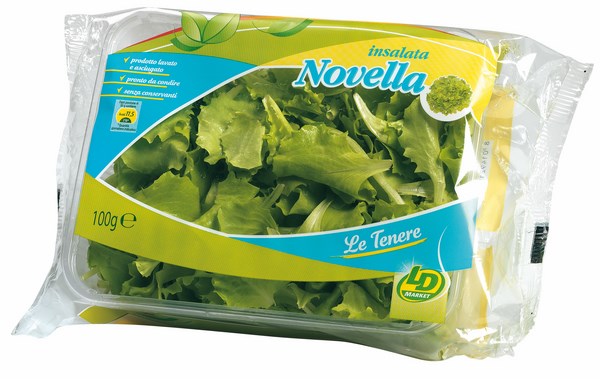 insalata
Novella
prodotto lavato
e asciugato
pronto da condire
senza conservanti
100g e
Le Tenere
LD
MARKET